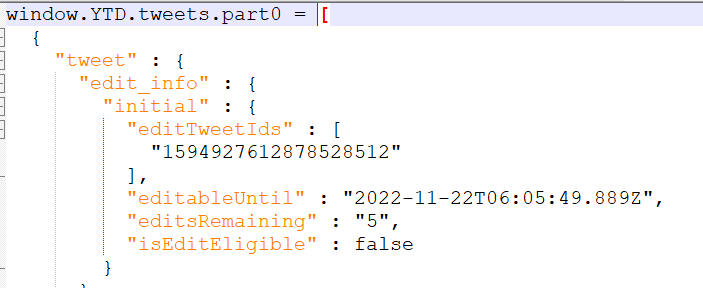 window.YTD.tweets.part0 = [
{
"tweet" : {
"edit_info" : {
"initial" : {
"editTweetIds" : [
"1594927612878528512"
],
"editableUntil" : "2022-11-22T06:05:49.889Z",
"editsRemaining" : "5",
"isEditEligible" : false
}
}